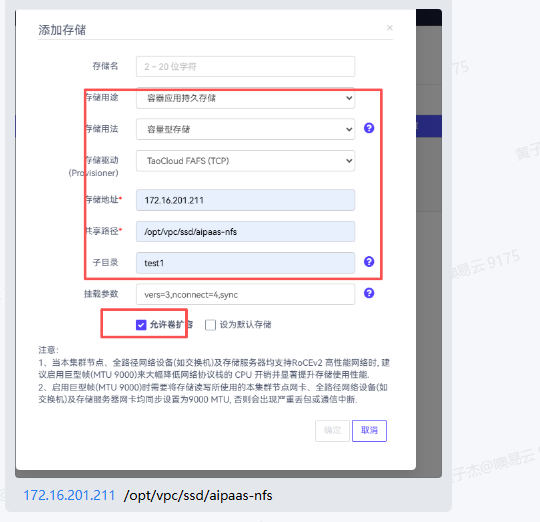 添加存储 ×
存储名 2 – 20 位字符
存储用途 容器应用持久存储
存储用法 容量型存储 ?
存储驱动 TaoCloud FAFS (TCP)
(Provisioner)
存储地址* 172.16.201.211
共享路径* /opt/vpc/ssd/aipaas-nfs
子目录 test1 ?
挂载参数 vers=3,nconnect=4,sync ?
允许卷扩容 设为默认存储
注意:
1、当本集群节点、全路径网络设备(如交换机)及存储服务器均支持RoCEv2 高性能网络时, 建
议启用巨型帧(MTU 9000)来大幅降低网络协议栈的 CPU 开销并显著提升存储使用性能.
2、启用巨型帧(MTU 9000)时需要将存储读写所使用的本集群节点网卡、全路径网络设备(如
交换机)及存储服务器网卡均同步设置为9000 MTU, 否则会出现严重丢包或通信中断.
确定 取消
172.16.201.211 /opt/vpc/ssd/aipaas-nfs
9175
易云 9175
子杰@
易云